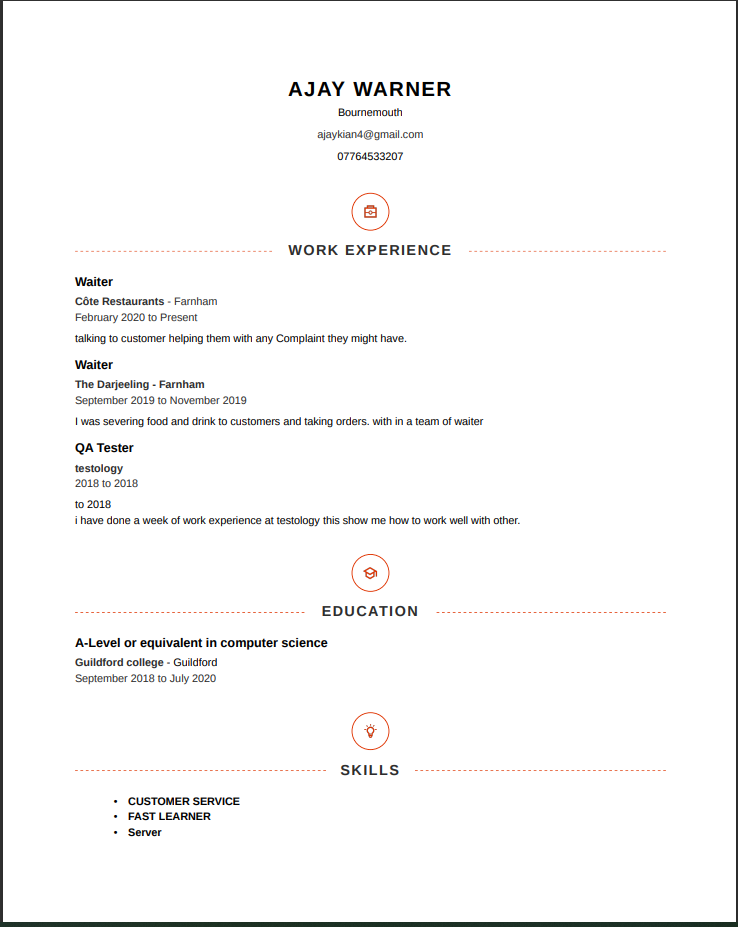 AJAY WARNER
Bournemouth
ajaykian4@gmail.com
07764533207
WORK EXPERIENCE
Waiter
Côte Restaurants - Farnham
February 2020 to Present
talking to customer helping them with any Complaint they might have.
Waiter
The Darjeeling - Farnham
September 2019 to November 2019
I was severing food and drink to customers and taking orders. with in a team of waiter
QA Tester
testology
2018 to 2018
to 2018
i have done a week of work experience at testology this show me how to work well with other.
EDUCATION
A-Level or equivalent in computer science
Guildford college - Guildford
September 2018 to July 2020
SKILLS
• CUSTOMER SERVICE
• FAST LEARNER
• Server